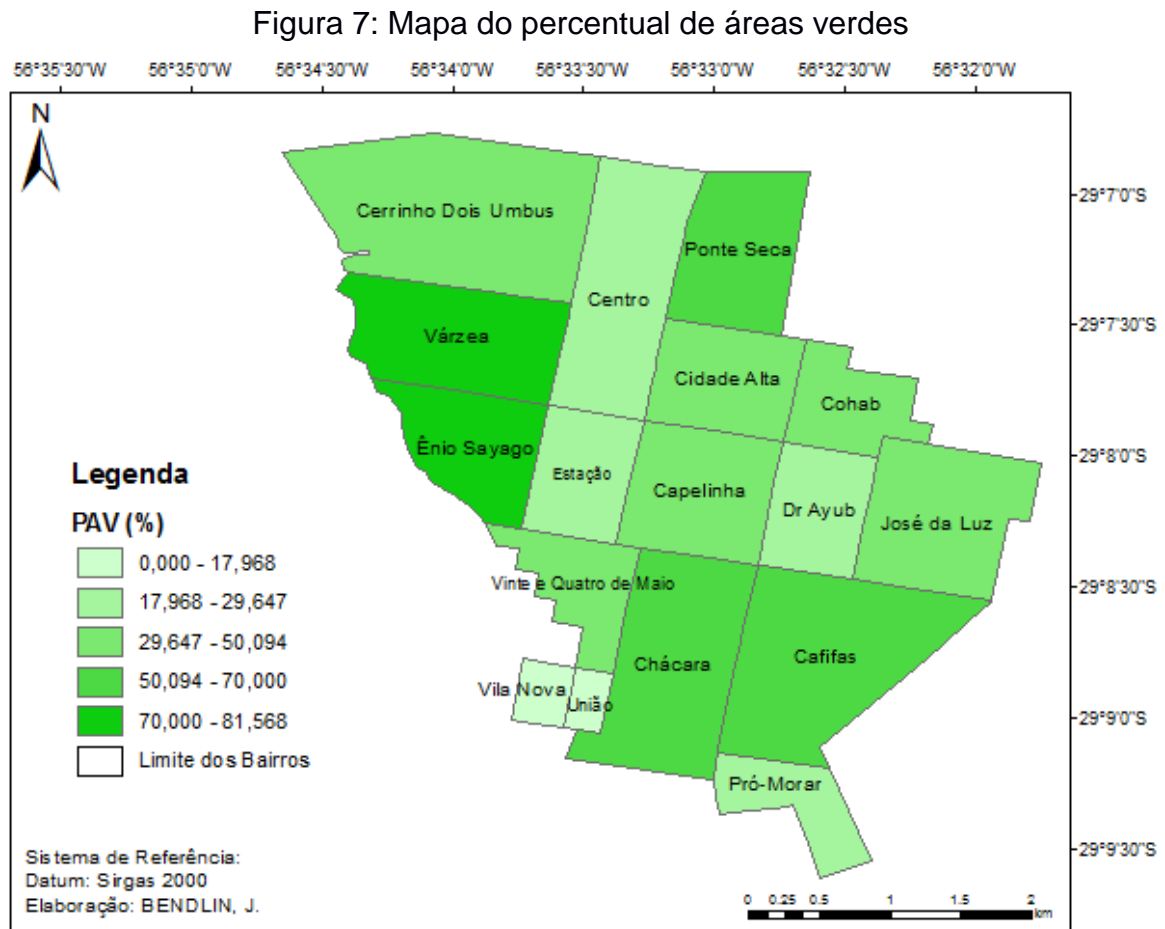 Figura 7: Mapa do percentual de áreas verdes
56°35'30"W 56°35'0"W 56°34'30"W 56°34'0"W 56°33'30"W 56°33'0"W 56°32'30"W 56°32'0"W
N
29°7'0"S
Cerrinho Dois Umbus
Ponte Seca
Centro
29°7'30"S
Várzea
Cidade Alta
Cohab
29°8'0"S
Ênio Sayago
Estação
Capelinha
Dr Ayub
José da Luz
29°8'30"S
Vinte e Quatro de Maio
Chácara
Cafifas
Vila Nova
União
29°9'0"S
Pró-Morar
29°9'30"S
Legenda
PAV (%)
0,000 - 17,968
17,968 - 29,647
29,647 - 50,094
50,094 - 70,000
70,000 - 81,568
Limite dos Bairros
Sistema de Referência:
Datum: Sirgas 2000
Elaboração: BENDLIN, J.
0 0.25 0.5 1 1.5 2
km